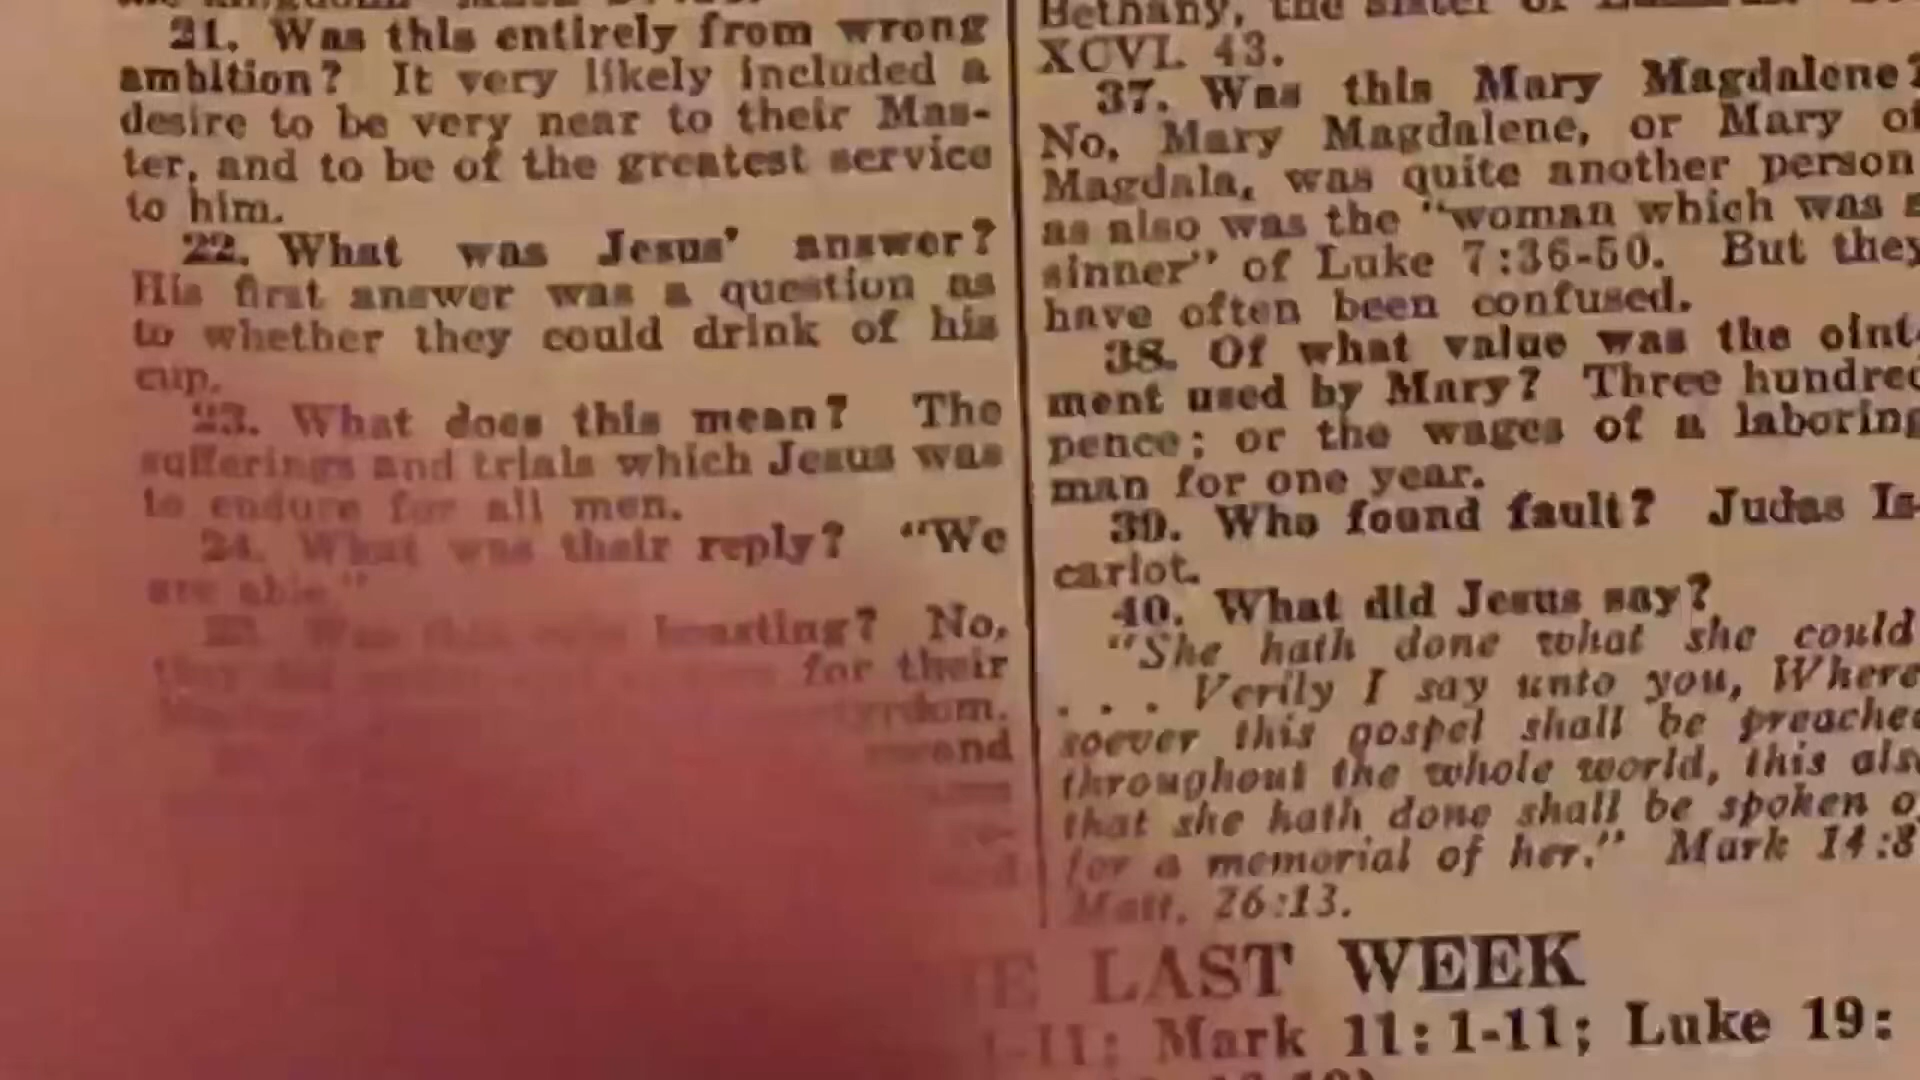 21. Was this entirely from wrong
ambition? It very likely included a
desire to be very near to their Mas-
ter, and to be of the greatest service
to him.
22. What was Jesus' answer?
His first answer was a question as
to whether they could drink of his
cup.
23. What does this mean? The
sufferings and trials which Jesus was
to endure for all men.
24. What was their reply? "We
are able."
Was boasting? No,
for their
Bethany, the sister of
XCVI. 43.
37. Was this Mary Magdalene?
No, Mary Magdalene, or Mary of
Magdala, was quite another person
as also was the "woman which was a
sinner" of Luke 7:36-50. But they
have often been confused.
38. Of what value was the oint-
ment used by Mary? Three hundred
pence; or the wages of a laboring
man for one year.
39. Who found fault? Judas Is-
cariot.
40. What did Jesus say?
"She hath done what she could
. . . Verily I say unto you, Where
soever this gospel shall be preached
throughout the whole world, this also
that she hath done shall be spoken of
for a memorial of her." Mark 14:8
Matt. 26:13.
LAST WEEK
1-11; Mark 11:1-11; Luke 19: